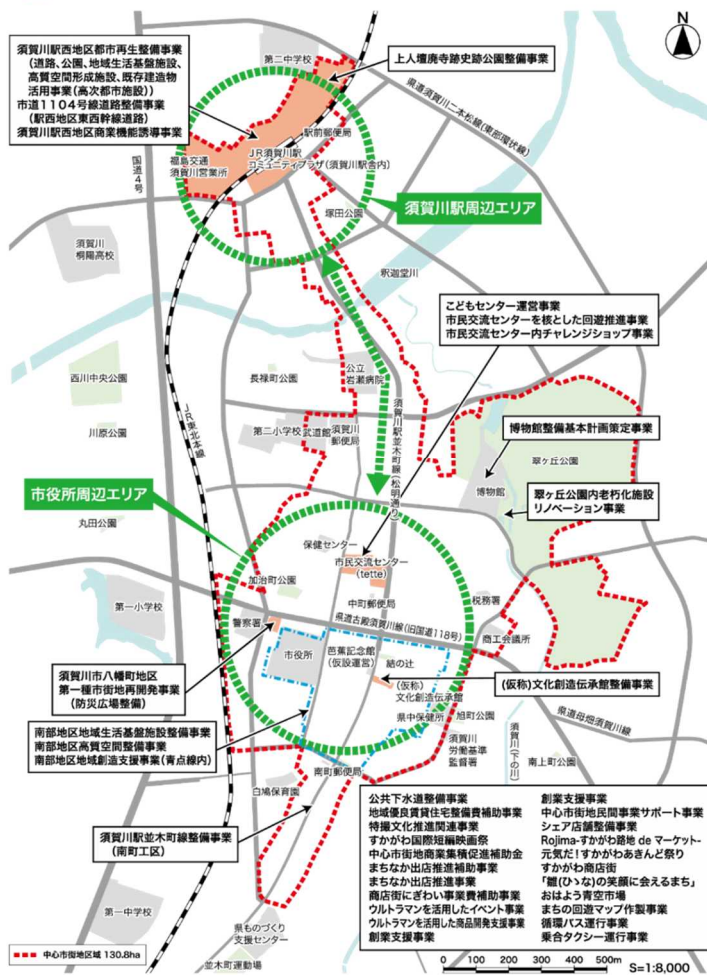 N
須賀川駅西地区都市再生整備事業
(道路、公園、地域生活基盤施設、
高質空間形成施設、既存建造物
活用事業(高次都市施設))
市道1104号線道路整備事業
(駅西地区東西幹線道路)
須賀川駅西地区商業機能誘導事業
第二中学校
上人壇廃寺跡史跡公園整備事業
県道須賀川二本松線(東部環状線)
国道4号
駅前郵便局
JR須賀川駅
コミュニティプラザ(須賀川駅舎内)
福島交通
須賀川営業所
塚田公園
須賀川駅周辺エリア
須賀川
桐陽高校
釈迦堂川
こどもセンター運営事業
市民交流センターを核とした回遊推進事業
市民交流センター内チャレンジショップ事業
西川中央公園
長禄町公園
公立
岩瀬病院
川原公園
JR東北本線
第二小学校
武道館
須賀川
郵便局
須賀川駅並木町線(松明通り)
博物館整備基本計画策定事業
翠ヶ丘公園
博物館
翠ヶ丘公園内老朽化施設
リノベーション事業
市役所周辺エリア
丸田公園
保健センター
市民交流センター
(tette)
加治町公園
中町郵便局
税務署
第一小学校
県道古殿須賀川線(旧国道118号)
警察署
市役所
芭蕉記念館
(仮設運営)
結の辻
商工会議所
須賀川市八幡町地区
第一種市街地再開発事業
(防災広場整備)
(仮称)
文化創造伝承館
(仮称)文化創造伝承館整備事業
県中保健所
旭町公園
県道母畑須賀川線
南部地区地域生活基盤施設整備事業
南部地区高質空間整備事業
南部地区地域創造支援事業(青点線内)
須賀川
労働基準
監督署
須賀川(下の川)
南上町公園
南町郵便局
白鳩保育園
須賀川駅並木町線整備事業
(南町工区)
公共下水道整備事業
地域優良賃貸住宅整備費補助事業
特撮文化推進関連事業
すかがわ国際短編映画祭
中心市街地商業集積促進補助金
まちなか出店推進補助事業
まちなか出店推進事業
商店街にぎわい事業費補助事業
ウルトラマンを活用したイベント事業
ウルトラマンを活用した商品開発支援事業
創業支援事業
創業支援事業
中心市街地民間事業サポート事業
シェア店舗整備事業
Rojima-すかがわ路地 de マーケット-
元気だ！すかがわあきんど祭り
すかがわ商店街
「雛(ひゝな)の笑顔に会えるまち」
おはよう青空市場
まちの回遊マップ作製事業
循環バス運行事業
乗合タクシー運行事業
第一中学校
県ものづくり
支援センター
並木町運動場
中心市街地区域 130.8ha
0 100 200 300 400 500m
S=1:8,000